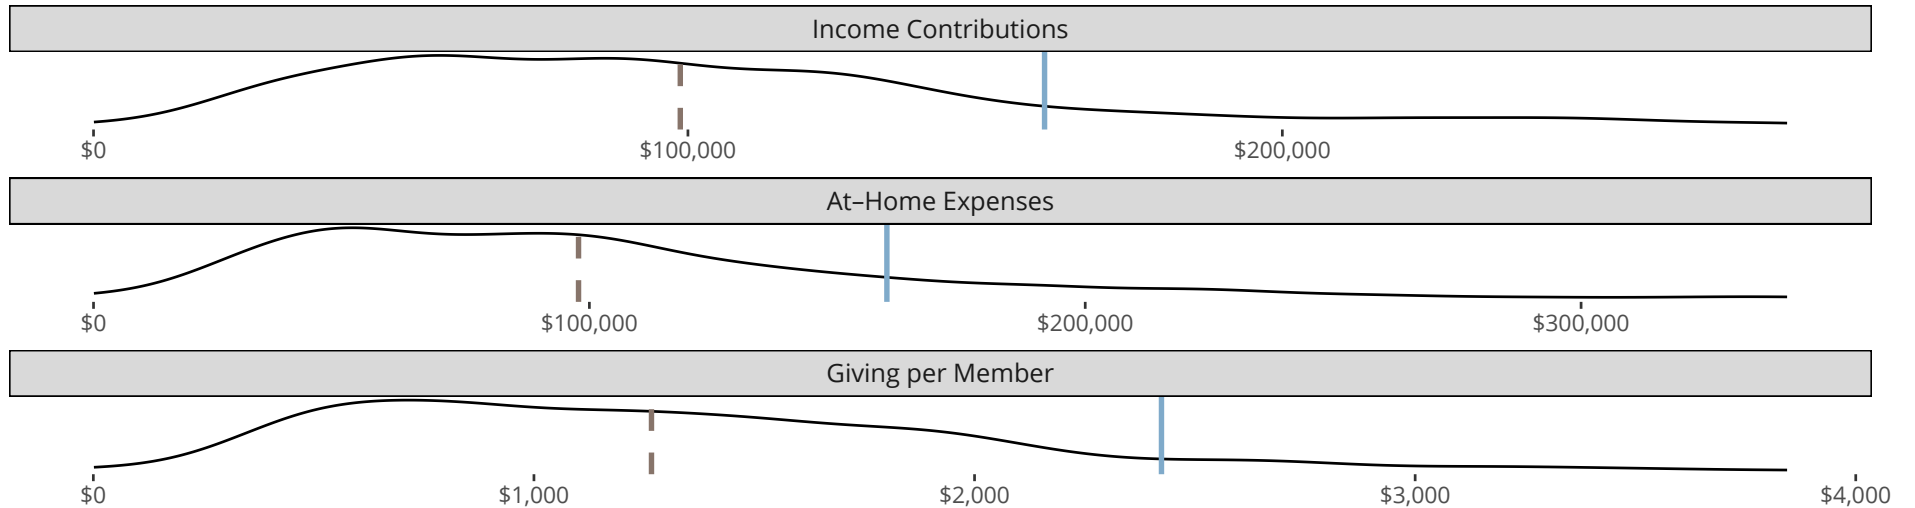 Income Contributions
$0 $100,000 $200,000
At–Home Expenses
$0 $100,000 $200,000 $300,000
Giving per Member
$0 $1,000 $2,000 $3,000 $4,000